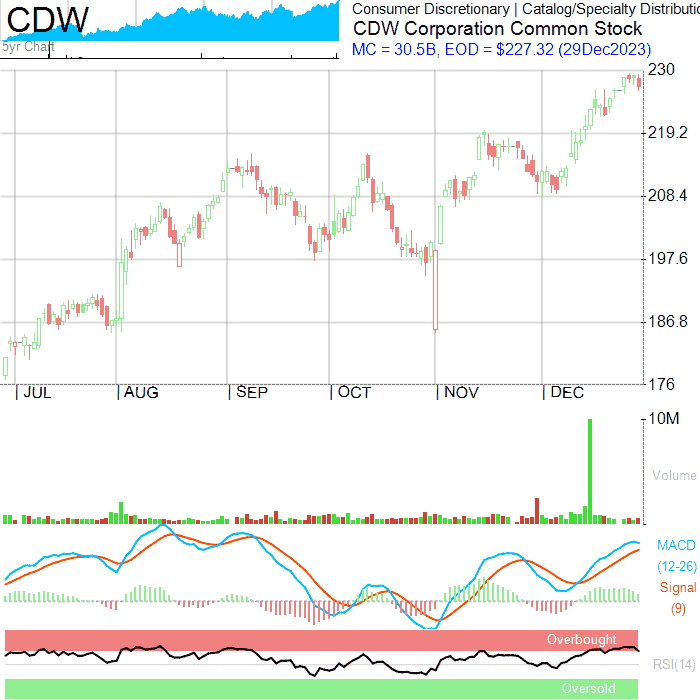 CDW
5yr Chart
Consumer Discretionary | Catalog/Specialty Distributio
CDW Corporation Common Stock
MC = 30.5B, EOD = $227.32 (29Dec2023)
230
219.2
208.4
197.6
186.8
176
| JUL | AUG | SEP | OCT | NOV | DEC
10M
Volume
MACD
(12-26)
Signal
(9)
Overbought
RSI(14)
Oversold